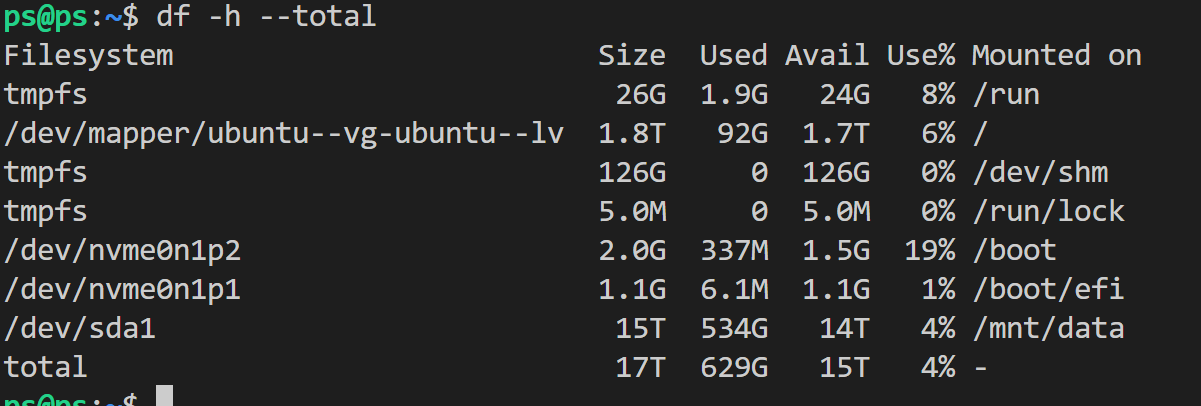 ps@ps:~$ df -h --total
Filesystem                         Size  Used Avail Use% Mounted on
tmpfs                               26G  1.9G   24G   8% /run
/dev/mapper/ubuntu--vg-ubuntu--lv  1.8T   92G  1.7T   6% /
tmpfs                              126G     0  126G   0% /dev/shm
tmpfs                              5.0M     0  5.0M   0% /run/lock
/dev/nvme0n1p2                     2.0G  337M  1.5G  19% /boot
/dev/nvme0n1p1                     1.1G  6.1M  1.1G   1% /boot/efi
/dev/sda1                           15T  534G   14T   4% /mnt/data
total                               17T  629G   15T   4% -
ps@ps:~$